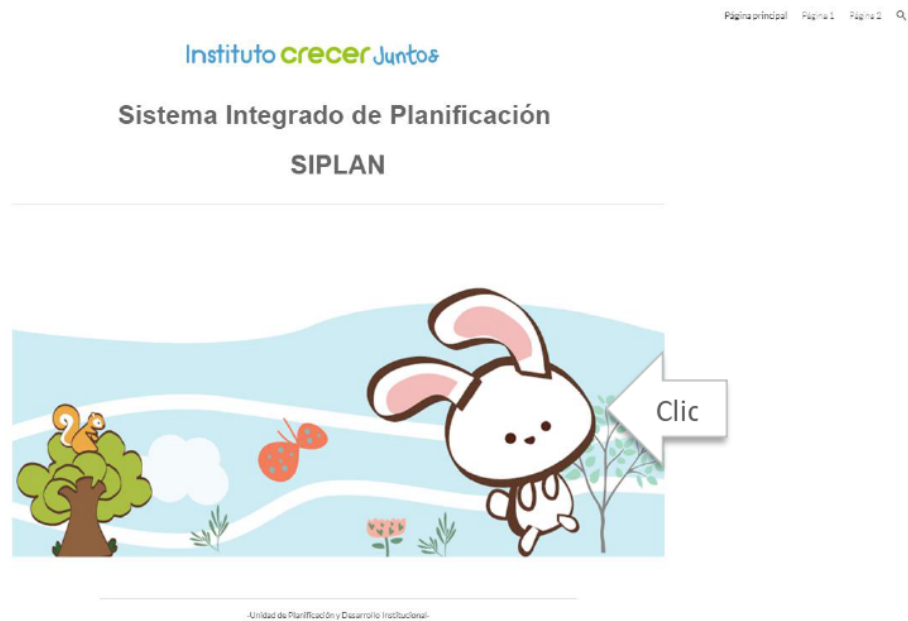 Página principal Página 1 Página 2
Instituto crecer Juntos
Sistema Integrado de Planificación
SIPLAN
Clic
-Unidad de Planificación y Desarrollo Institucional-